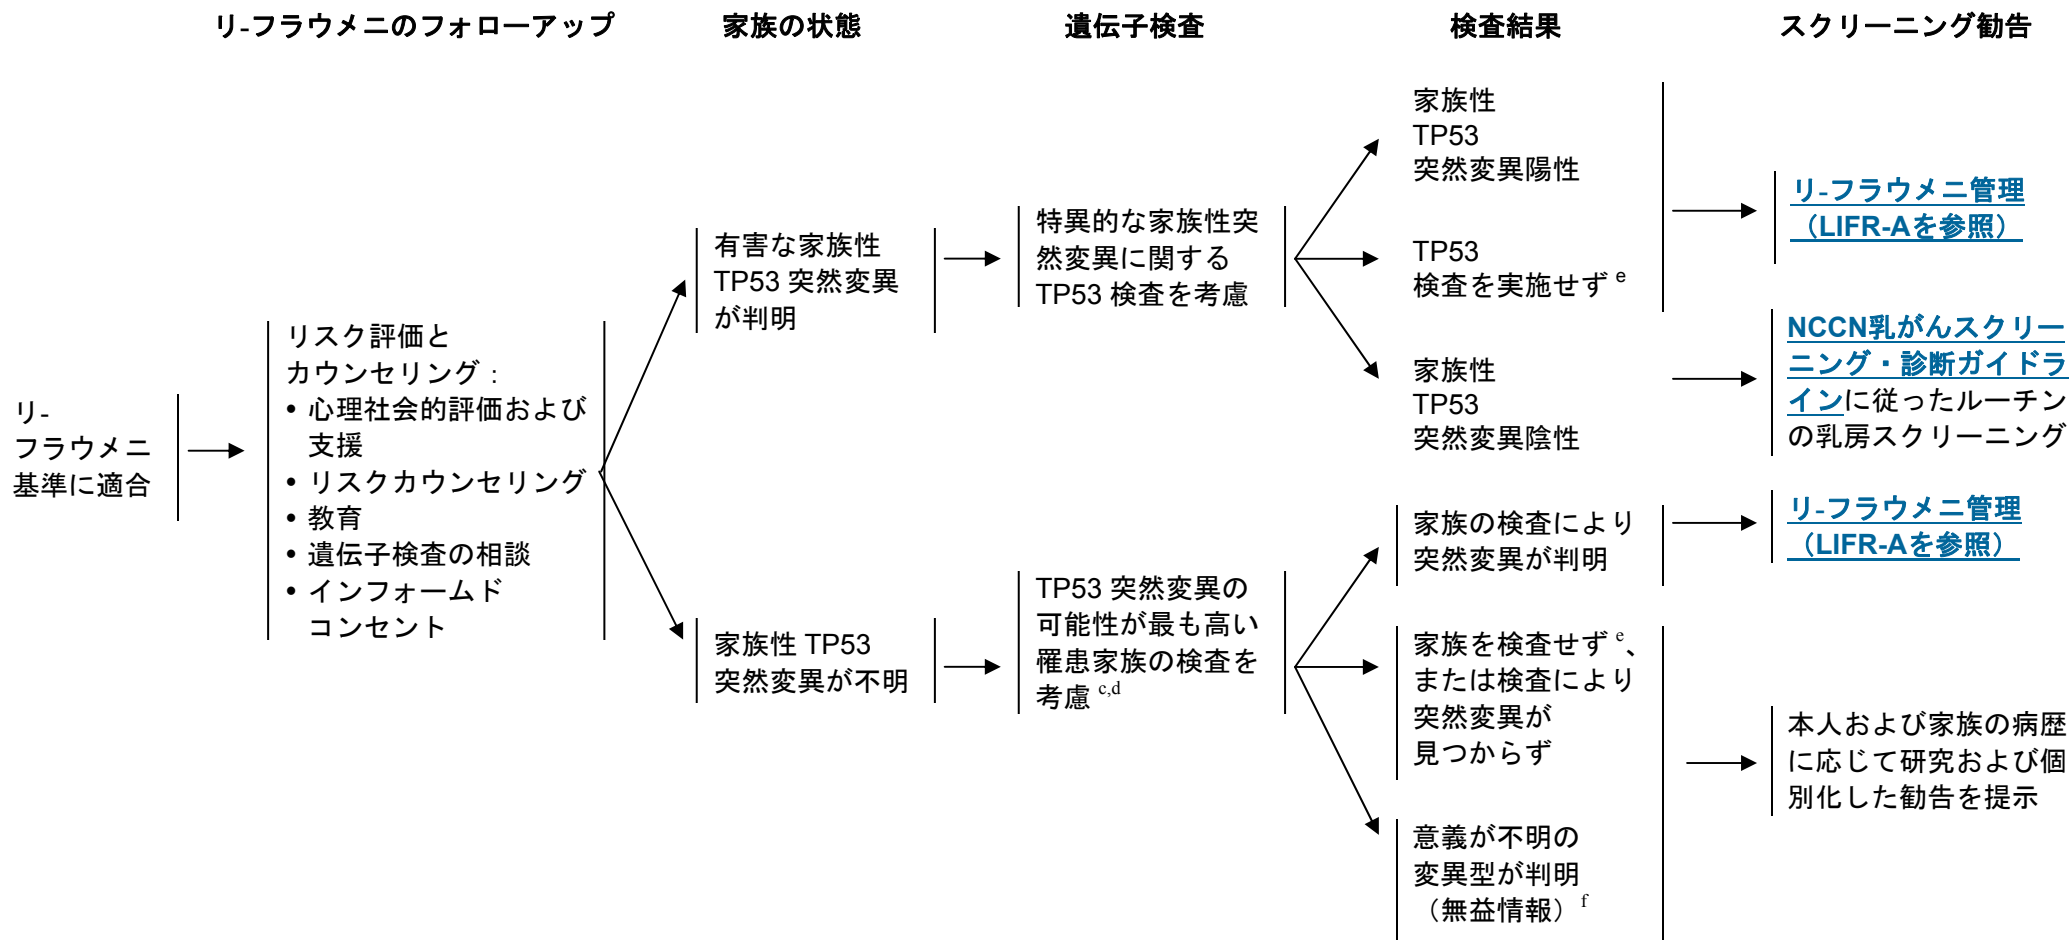 リ-フラウメニのフォローアップ
家族の状態
遺伝子検査
検査結果
スクリーニング勧告
リ-
フラウメニ
基準に適合
リスク評価と
カウンセリング：
• 心理社会的評価および
支援
• リスクカウンセリング
• 教育
• 遺伝子検査の相談
• インフォームド
コンセント
有害な家族性
TP53 突然変異
が判明
特異的な家族性突
然変異に関する
TP53 検査を考慮
家族性
TP53
突然変異陽性
TP53
検査を実施せず e
リ-フラウメニ管理
（LIFR-Aを参照）
家族性
TP53
突然変異陰性
NCCN乳がんスクリー
ニング・診断ガイドラ
インに従ったルーチン
の乳房スクリーニング
家族性 TP53
突然変異が不明
TP53 突然変異の
可能性が最も高い
罹患家族の検査を
考慮 c,d
家族の検査により
突然変異が判明
リ-フラウメニ管理
（LIFR-Aを参照）
家族を検査せず e、
または検査により
突然変異が
見つからず
意義が不明の
変異型が判明
（無益情報） f
本人および家族の病歴
に応じて研究および個
別化した勧告を提示